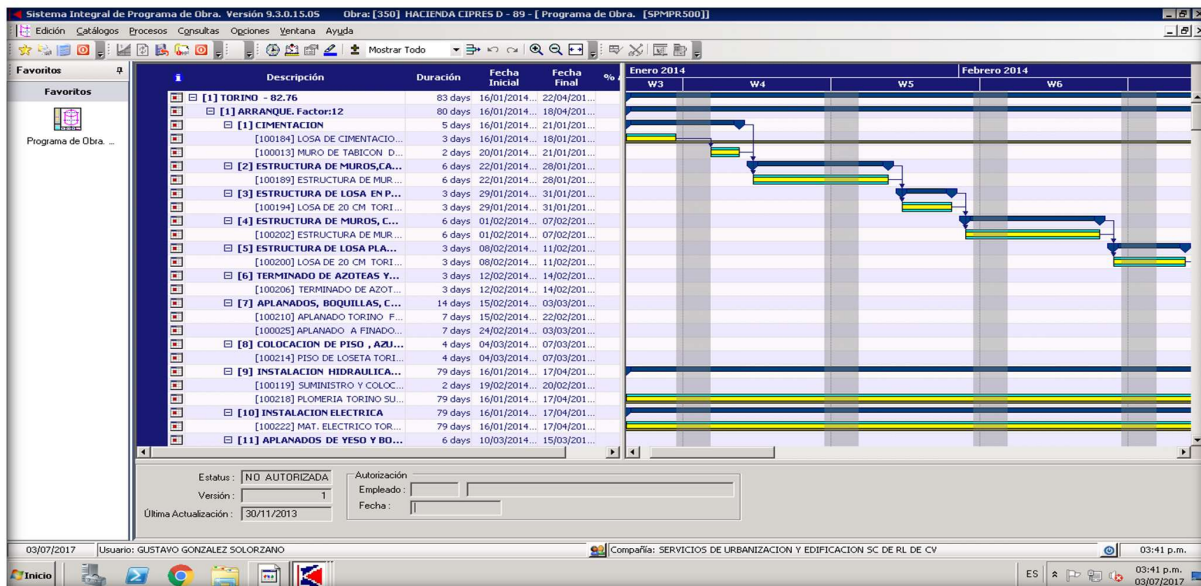 Sistema Integral de Programa de Obra. Versión 9.3.0.15.05 Obra: [350] HACIENDA CIPRES D - 89 - [ Programa de Obra. [SPMPR500]]
Edición Catálogos Procesos Consultas Opciones Ventana Ayuda
Mostrar Todo
Favoritos
Favoritos
Programa de Obra. ...
Descripción Duración Fecha Inicial Fecha Final %
Enero 2014 Febrero 2014
W3 W4 W5 W6
[1] TORINO - 82.76 83 days 16/01/2014... 22/04/201...
[1] ARRANQUE. Factor:12 80 days 16/01/2014... 18/04/201...
[1] CIMENTACION 5 days 16/01/2014... 21/01/201...
[100184] LOSA DE CIMENTACIO... 3 days 16/01/2014... 18/01/201...
[100013] MURO DE TABICON D... 2 days 20/01/2014... 21/01/201...
[2] ESTRUCTURA DE MUROS,CA... 6 days 22/01/2014... 28/01/201...
[100189] ESTRUCTURA DE MUR... 6 days 22/01/2014... 28/01/201...
[3] ESTRUCTURA DE LOSA EN P... 3 days 29/01/2014... 31/01/201...
[100194] LOSA DE 20 CM TORI... 3 days 29/01/2014... 31/01/201...
[4] ESTRUCTURA DE MUROS, C... 6 days 01/02/2014... 07/02/201...
[100202] ESTRUCTURA DE MUR... 6 days 01/02/2014... 07/02/201...
[5] ESTRUCTURA DE LOSA PLA... 3 days 08/02/2014... 11/02/201...
[100200] LOSA DE 20 CM TORI... 3 days 08/02/2014... 11/02/201...
[6] TERMINADO DE AZOTEAS Y... 3 days 12/02/2014... 14/02/201...
[100206] TERMINADO DE AZOT... 3 days 12/02/2014... 14/02/201...
[7] APLANADOS, BOQUILLAS, C... 14 days 15/02/2014... 03/03/201...
[100210] APLANADO TORINO F... 7 days 15/02/2014... 22/02/201...
[100025] APLANADO A FINADO... 7 days 24/02/2014... 03/03/201...
[8] COLOCACION DE PISO , AZU... 4 days 04/03/2014... 07/03/201...
[100214] PISO DE LOSETA TORI... 4 days 04/03/2014... 07/03/201...
[9] INSTALACION HIDRAULICA... 79 days 16/01/2014... 17/04/201...
[100119] SUMINISTRO Y COLOC... 2 days 19/02/2014... 20/02/201...
[100218] PLOMERIA TORINO SU... 79 days 16/01/2014... 17/04/201...
[10] INSTALACION ELECTRICA 79 days 16/01/2014... 17/04/201...
[100222] MAT. ELECTRICO TOR... 79 days 16/01/2014... 17/04/201...
[11] APLANADOS DE YESO Y BO... 6 days 10/03/2014... 15/03/201...
Estatus : NO AUTORIZADA
Versión : 1
Última Actualización : 30/11/2013
Autorización
Empleado :
Fecha :
03/07/2017 Usuario: GUSTAVO GONZALEZ SOLORZANO Compañía: SERVICIOS DE URBANIZACION Y EDIFICACION SC DE RL DE CV 03:41 p.m.
Inicio ES 03:41 p.m.
03/07/2017